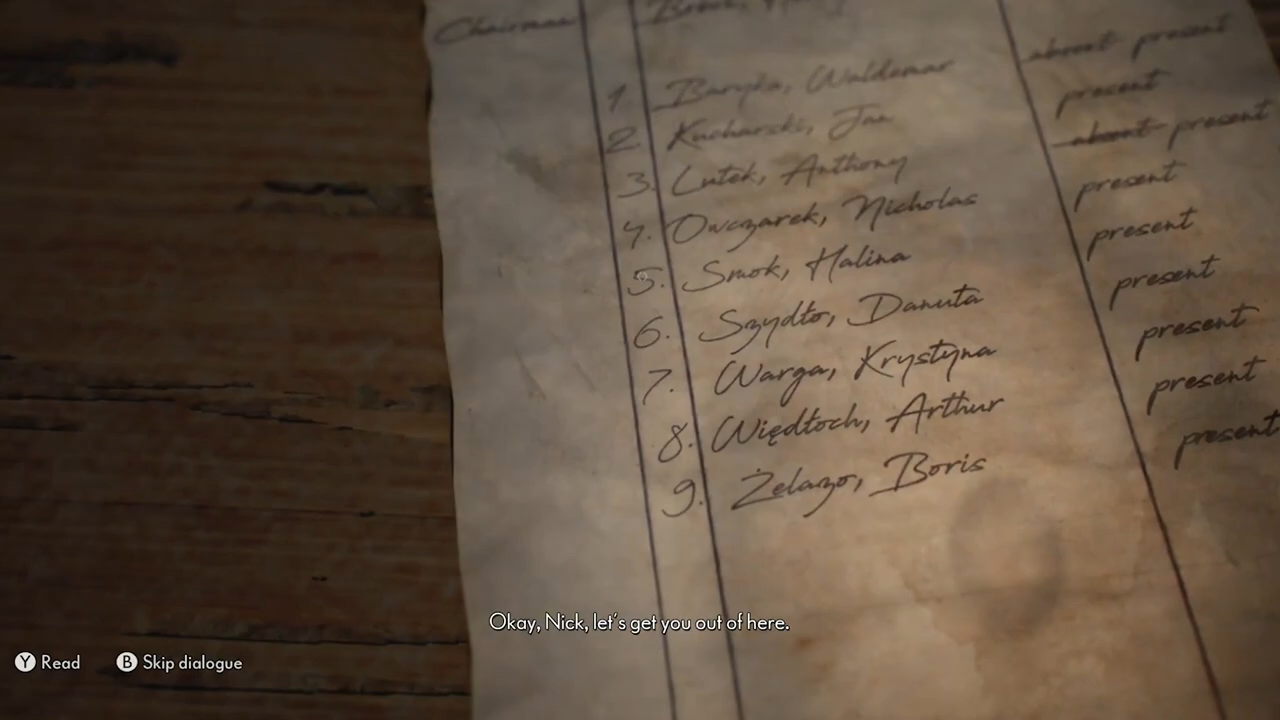 Chairman
absent present
1. Baryka, Waldemar present
2. Kucharski, Jan absent present
3. Lutek, Anthony present
4. Owczarek, Nicholas present
5. Smok, Halina present
6. Szydło, Danuta present
7. Warga, Krystyna present
8. Więdłoch, Arthur present
9. Żelazo, Boris
Okay, Nick, let's get you out of here.
Y Read B Skip dialogue